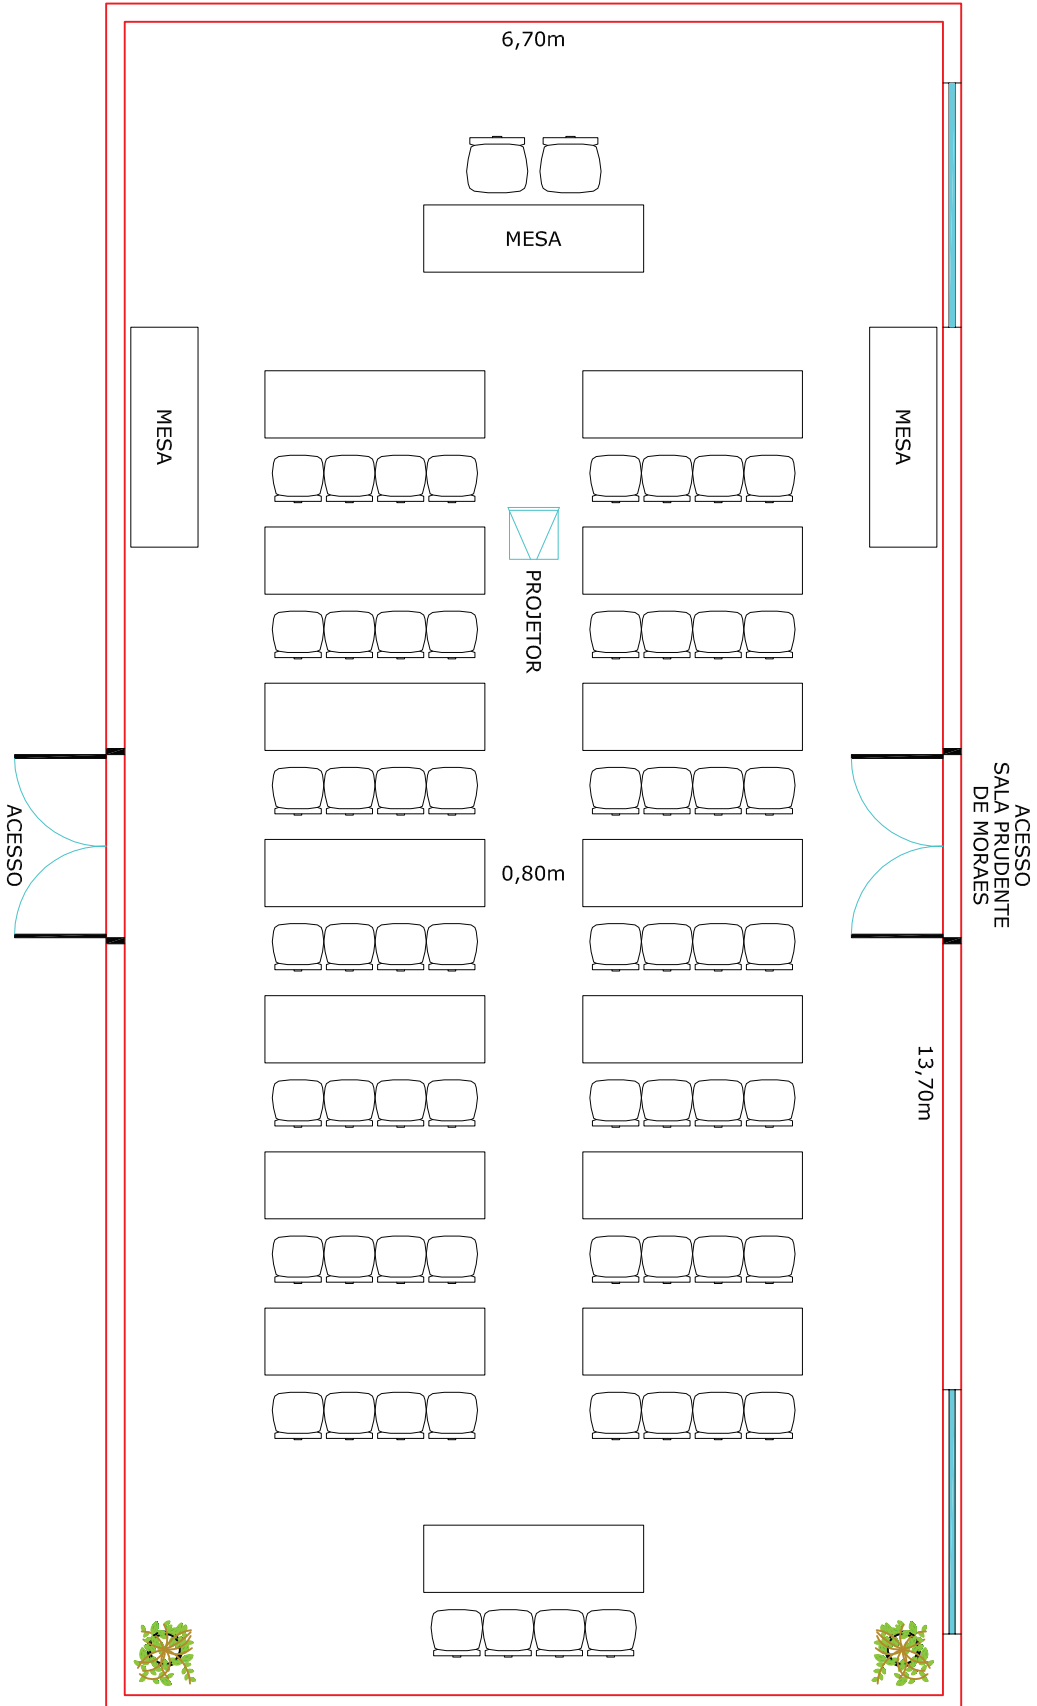 6,70m
MESA
MESA
MESA
PROJETOR
ACESSO
ACESSO
SALA PRUDENTE
DE MORAES
0,80m
13,70m